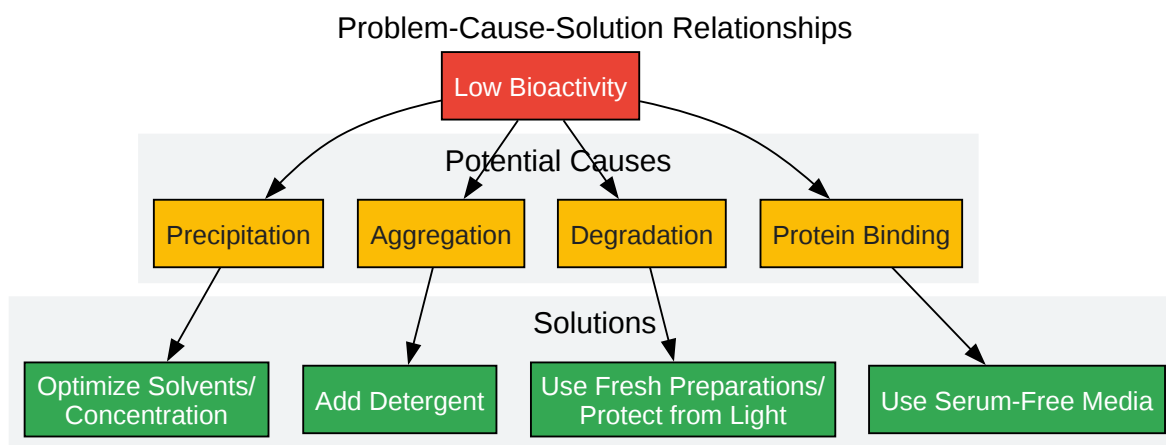 Problem-Cause-Solution Relationships
Low Bioactivity
Potential Causes
Precipitation
Aggregation
Degradation
Protein Binding
Solutions
Optimize Solvents/
Concentration
Add Detergent
Use Fresh Preparations/
Protect from Light
Use Serum-Free Media